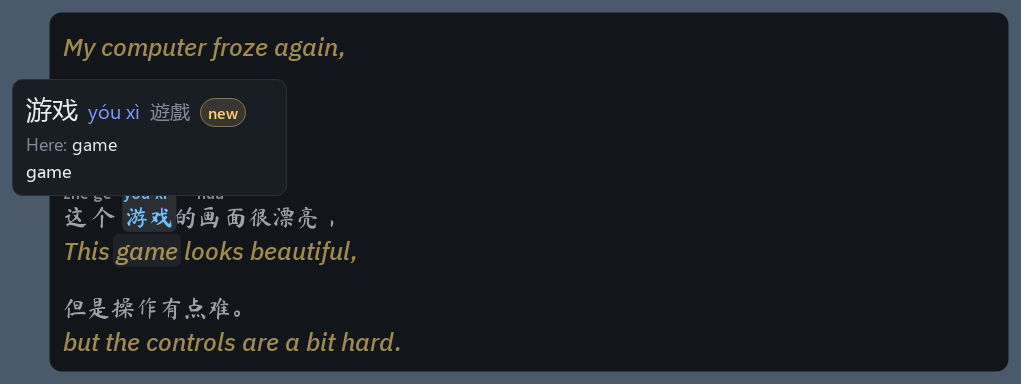 My computer froze again,
游戏 yóu xì 遊戲 new
Here: game
game
这个游戏的画面很漂亮，
This game looks beautiful,
但是操作有点难。
but the controls are a bit hard.